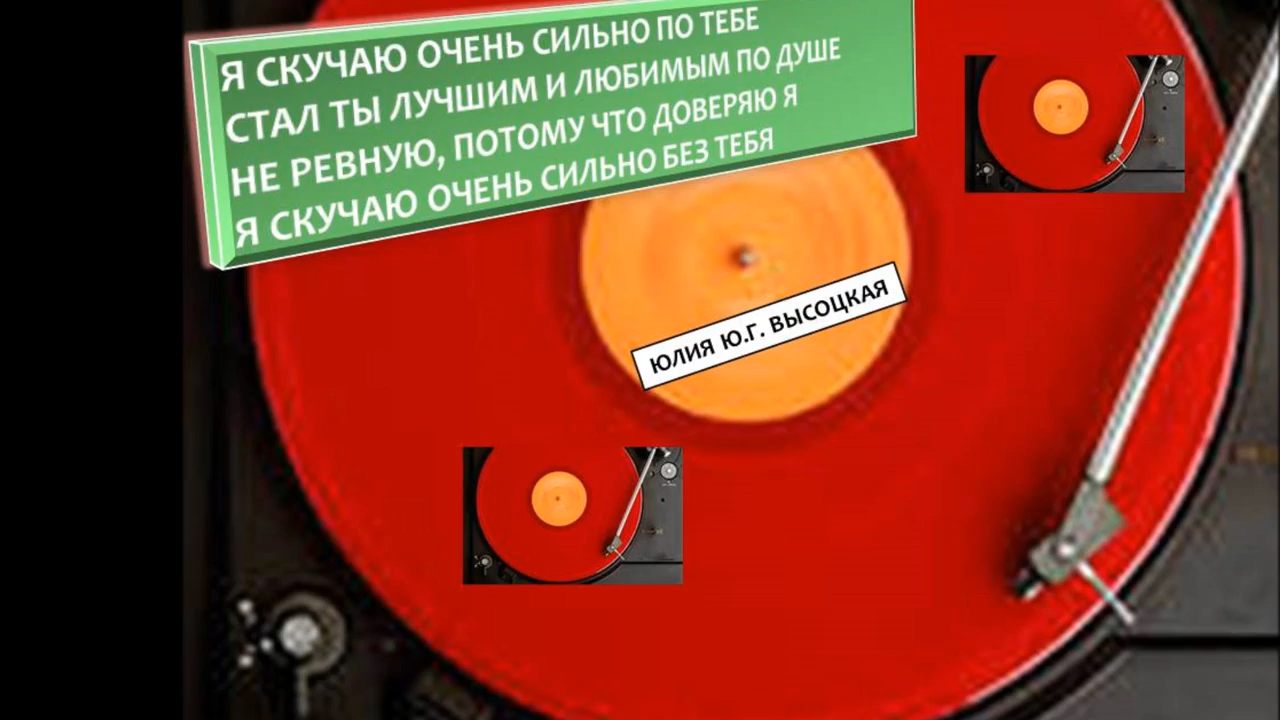 Я СКУЧАЮ ОЧЕНЬ СИЛЬНО ПО ТЕБЕ
СТАЛ ТЫ ЛУЧШИМ И ЛЮБИМЫМ ПО ДУШЕ
НЕ РЕВНУЮ, ПОТОМУ ЧТО ДОВЕРЯЮ Я
Я СКУЧАЮ ОЧЕНЬ СИЛЬНО БЕЗ ТЕБЯ
ЮЛИЯ Ю.Г. ВЫСОЦКАЯ